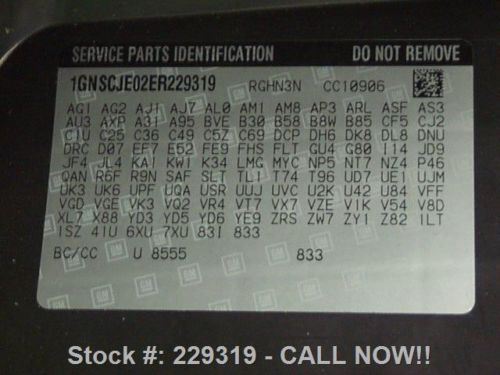 SERVICE PARTS IDENTIFICATION DO NOT REMOVE
1GNSCJE02ER229319 RGHN3N CC10906
AG1 AG2 AJ1 AJ7 AL0 AM1 AM8 AP3 ARL ASF AS3
AU3 AXP A31 A95 BVE B30 B58 B8W B85 CF5 CJ2
C1U C25 C36 C49 C5Z C69 DCP DH6 DK8 DL8 DNU
DRC D07 EF7 E52 FE9 FHS FLT GU4 G80 I14 JD9
JF4 JL4 KA1 KW1 K34 LMG MYC NP5 NT7 NZ4 P46
QAN R6F R9N SAF SLT TL1 T74 T96 UD7 UE1 UJM
UK3 UK6 UPF UQA USR UUJ UVC U2K U42 U84 VFF
VGD VGE VK3 VQ2 VR4 VT7 VX7 VZE V1K V54 V8D
XL7 X88 YD3 YD5 YD6 YE9 ZRS ZW7 ZY1 Z82 1LT
1SZ 41U 6XU 7XU 83I 833
BC/CC U 8555 833
GM
Stock #: 229319 - CALL NOW!!